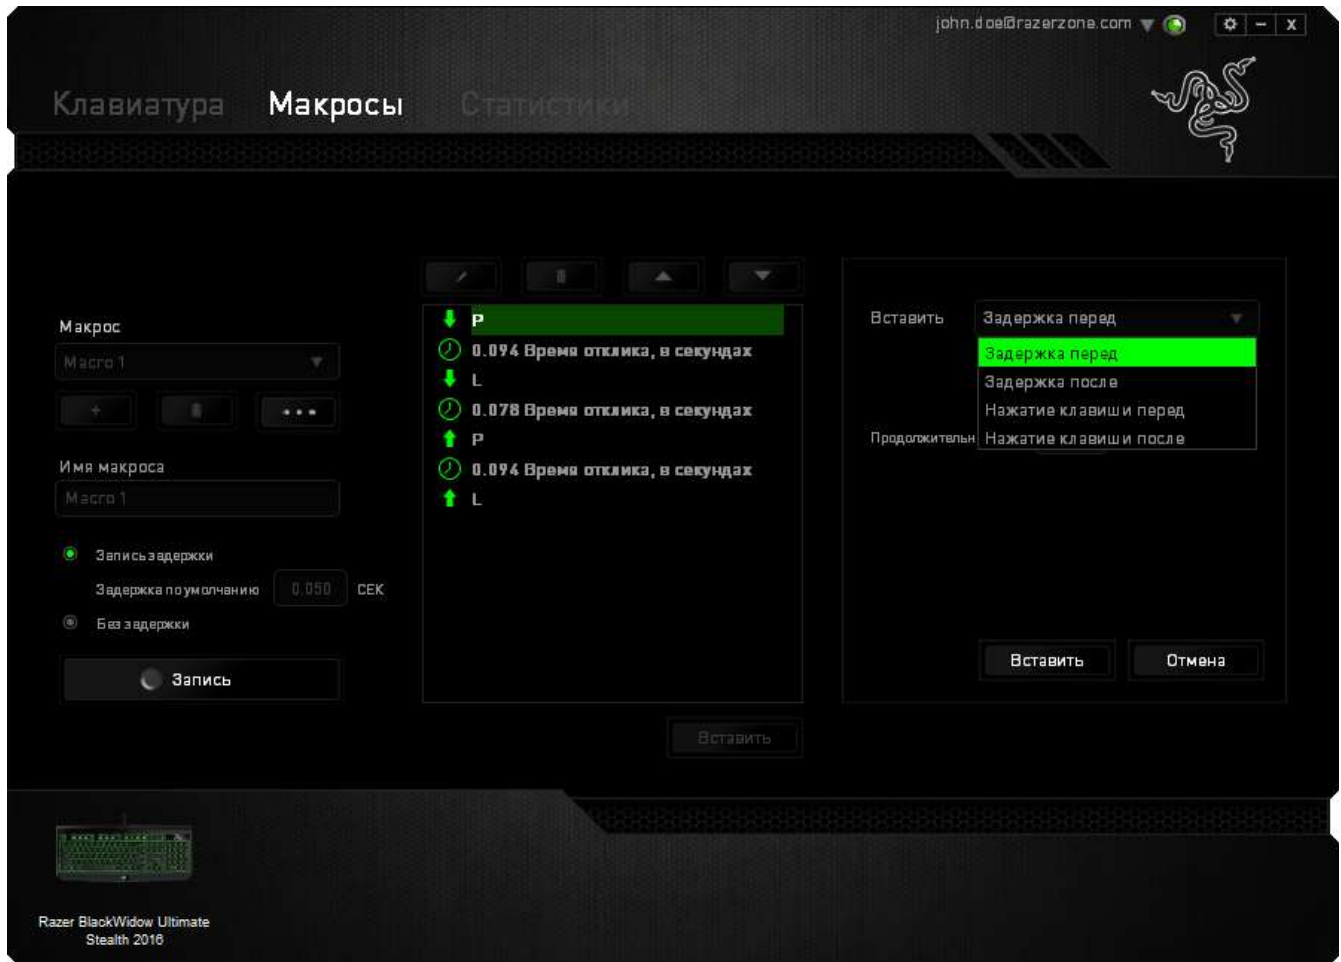 john.doe@razerzone.com
Клавиатура Макросы Статистики
Макрос
Macro 1
Имя макроса
Macro 1
Запись задержки
Задержка по умолчанию 0.050 СЕК
Без задержки
Запись
P
0.094 Время отклика, в секундах
L
0.078 Время отклика, в секундах
P
0.094 Время отклика, в секундах
L
Вставить
Вставить Задержка перед
Задержка перед
Задержка после
Нажатие клавиши перед
Продолжительн Нажатие клавиши после
Вставить Отмена
Razer BlackWidow Ultimate
Stealth 2016